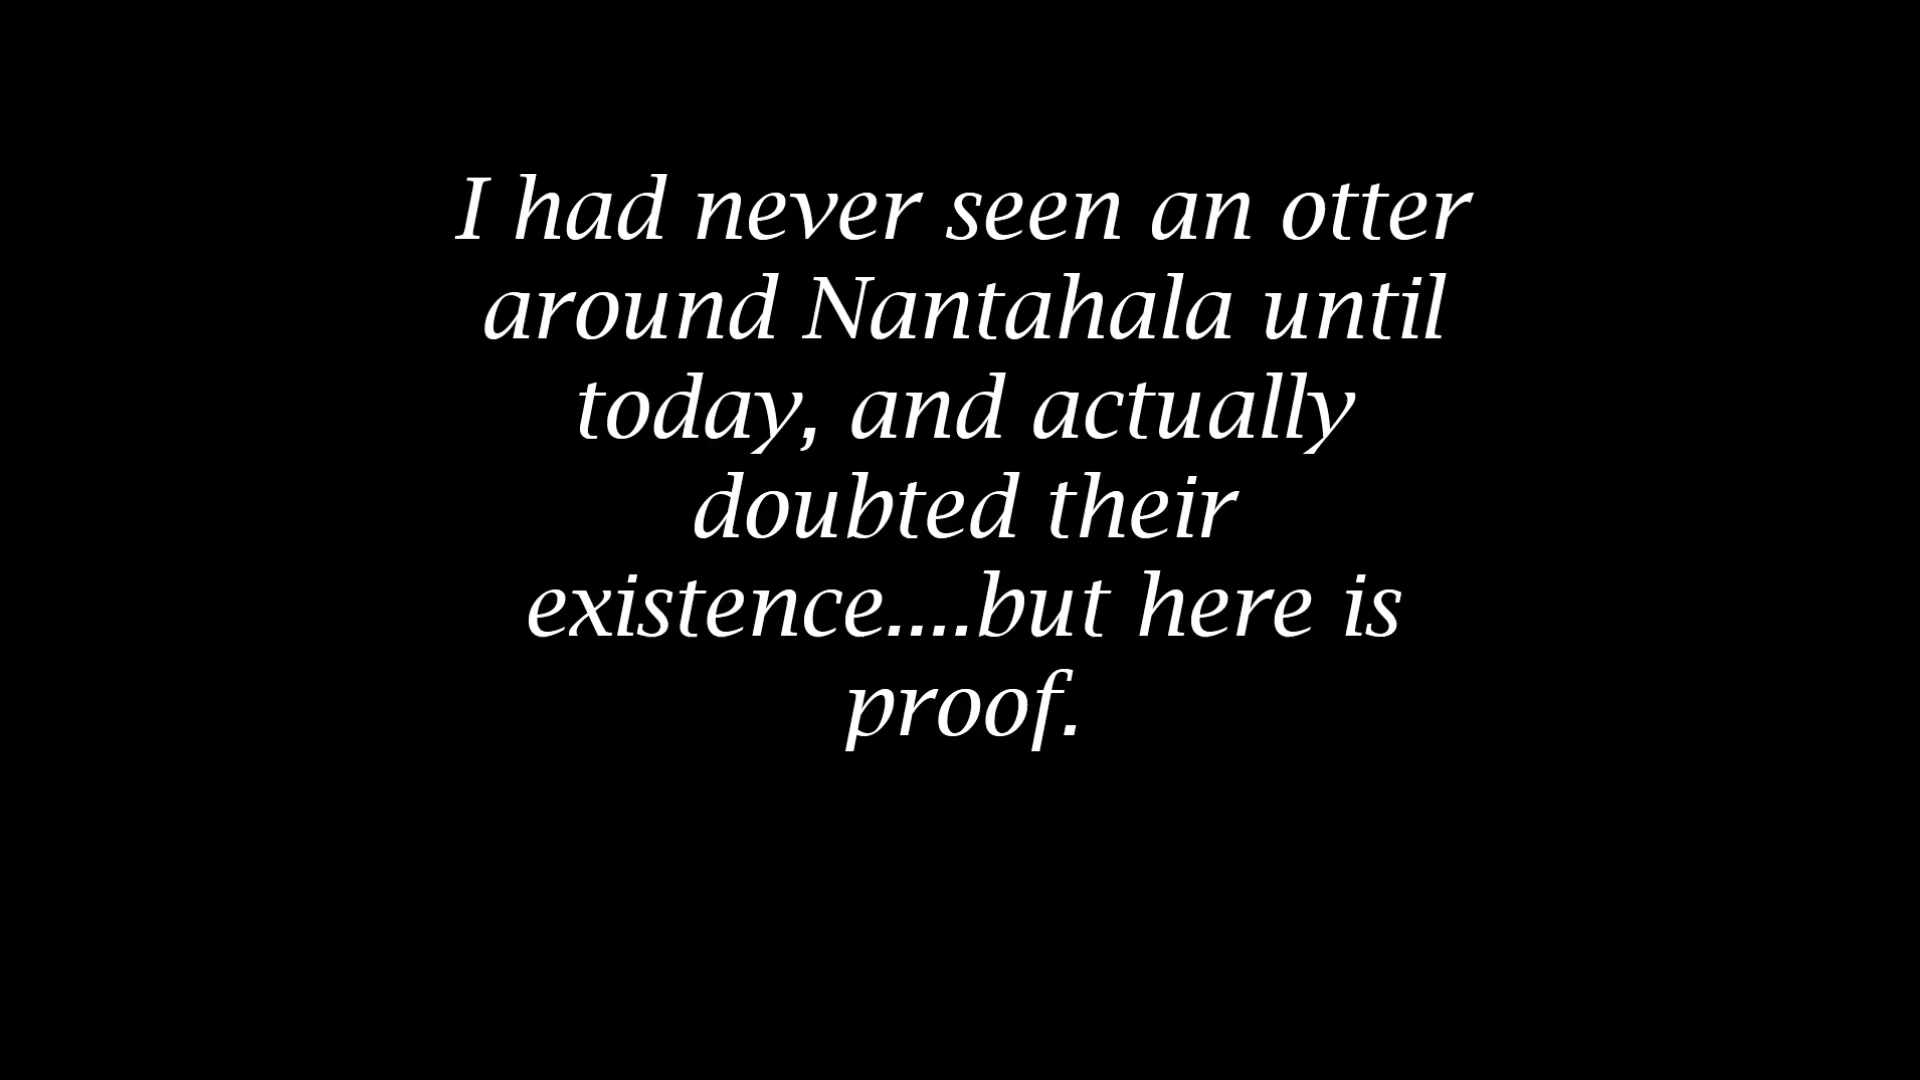 I had never seen an otter
around Nantahala until
today, and actually
doubted their
existence....but here is
proof.